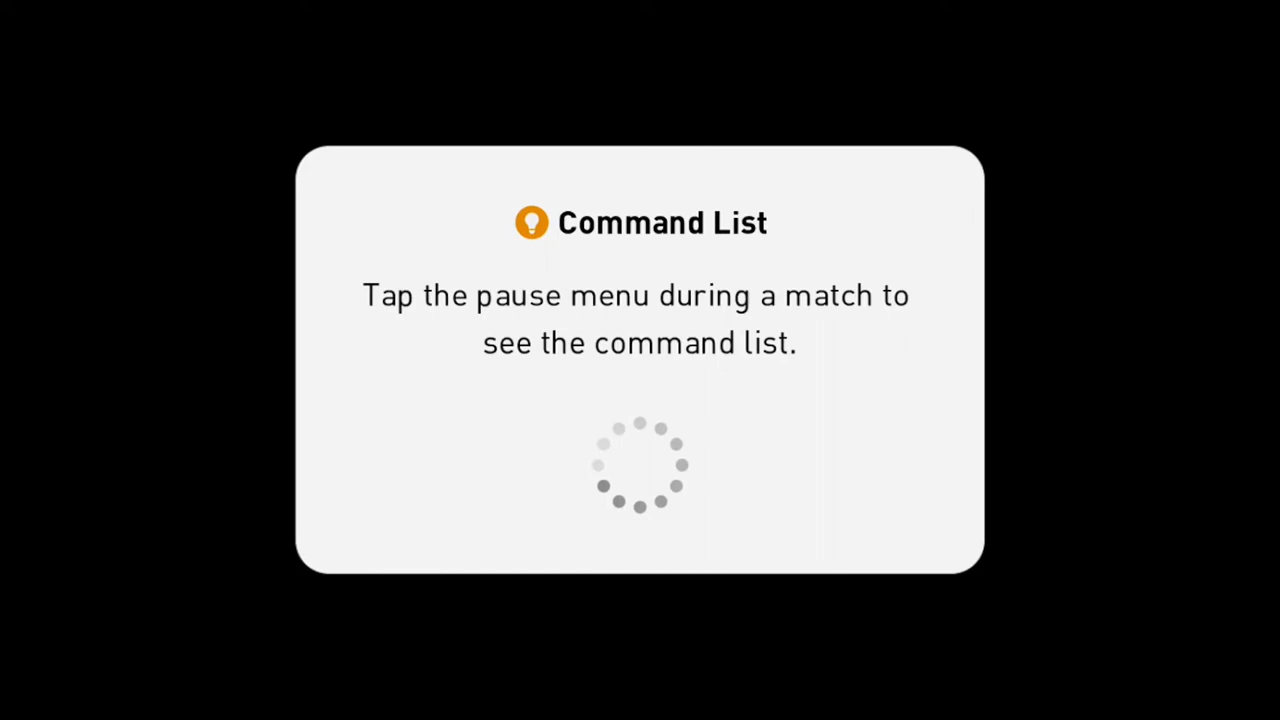 Command List
Tap the pause menu during a match to
see the command list.